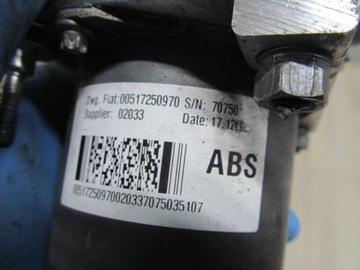 Dwg. Fiat:00517250970 S/N: 70750
Supplier: 02033 Date: 17.12
ABS
0051725097002033707503510​7